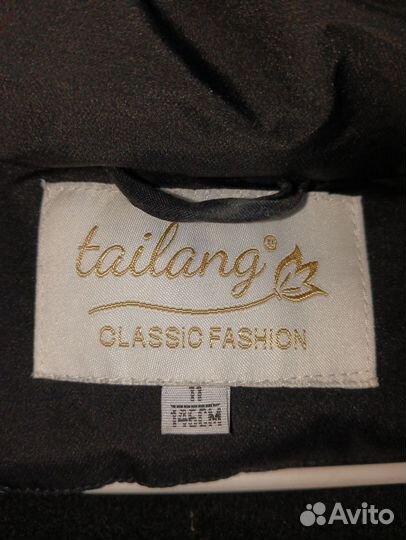 tailang®
CLASSIC FASHION
11
146CM
Avito